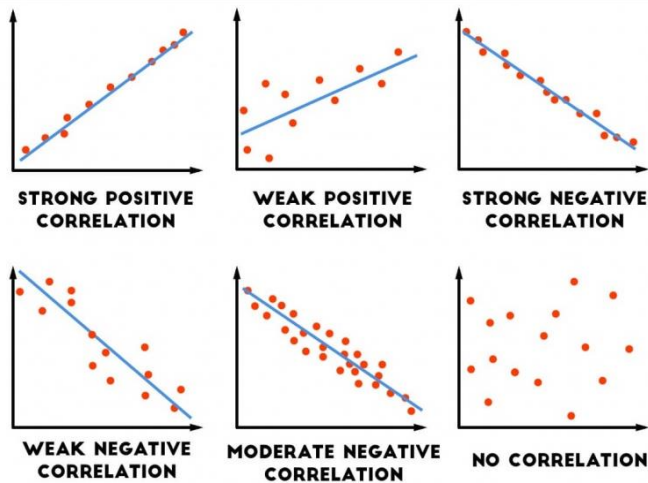 STRONG POSITIVE
CORRELATION
WEAK POSITIVE
CORRELATION
STRONG NEGATIVE
CORRELATION
WEAK NEGATIVE
CORRELATION
MODERATE NEGATIVE
CORRELATION
NO CORRELATION